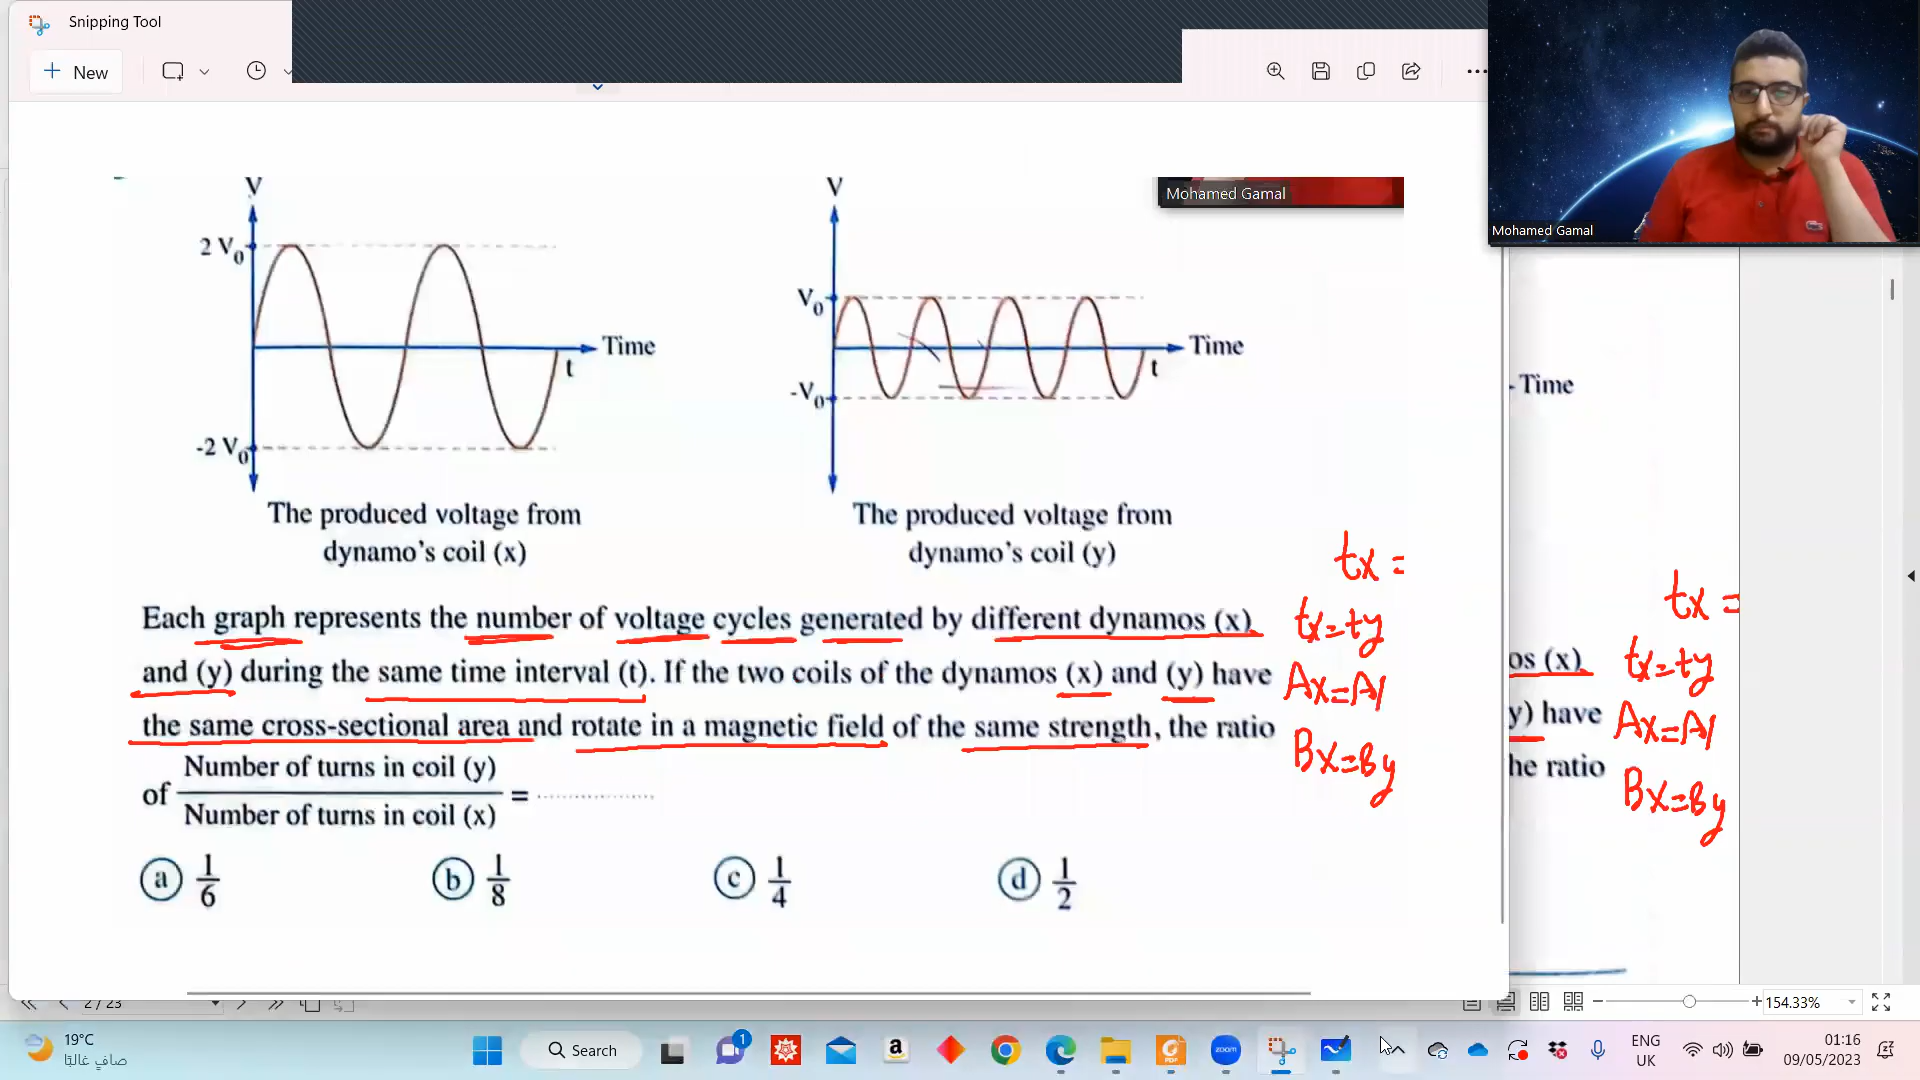 Snipping Tool
New
Mohamed Gamal
Mohamed Gamal
V
2 V0
Time
t
-2 V0
The produced voltage from
dynamo's coil (x)
V
V0
Time
t
-V0
The produced voltage from
dynamo's coil (y)
tx =
Each graph represents the number of voltage cycles generated by different dynamos (x)
tx=ty
and (y) during the same time interval (t). If the two coils of the dynamos (x) and (y) have
Ax=A
the same cross-sectional area and rotate in a magnetic field of the same strength, the ratio
Bx=By
of Number of turns in coil (y)
Number of turns in coil (x) = ....................
a 1/6
b 1/8
c 1/4
d 1/2
Time
tx =
os (x)
tx=ty
y) have
Ax=A
he ratio
Bx=By
2 / 23
154.33%
19°C
صافٍ غالبًا
Search
1
a
zoom
ENG
UK
01:16
09/05/2023